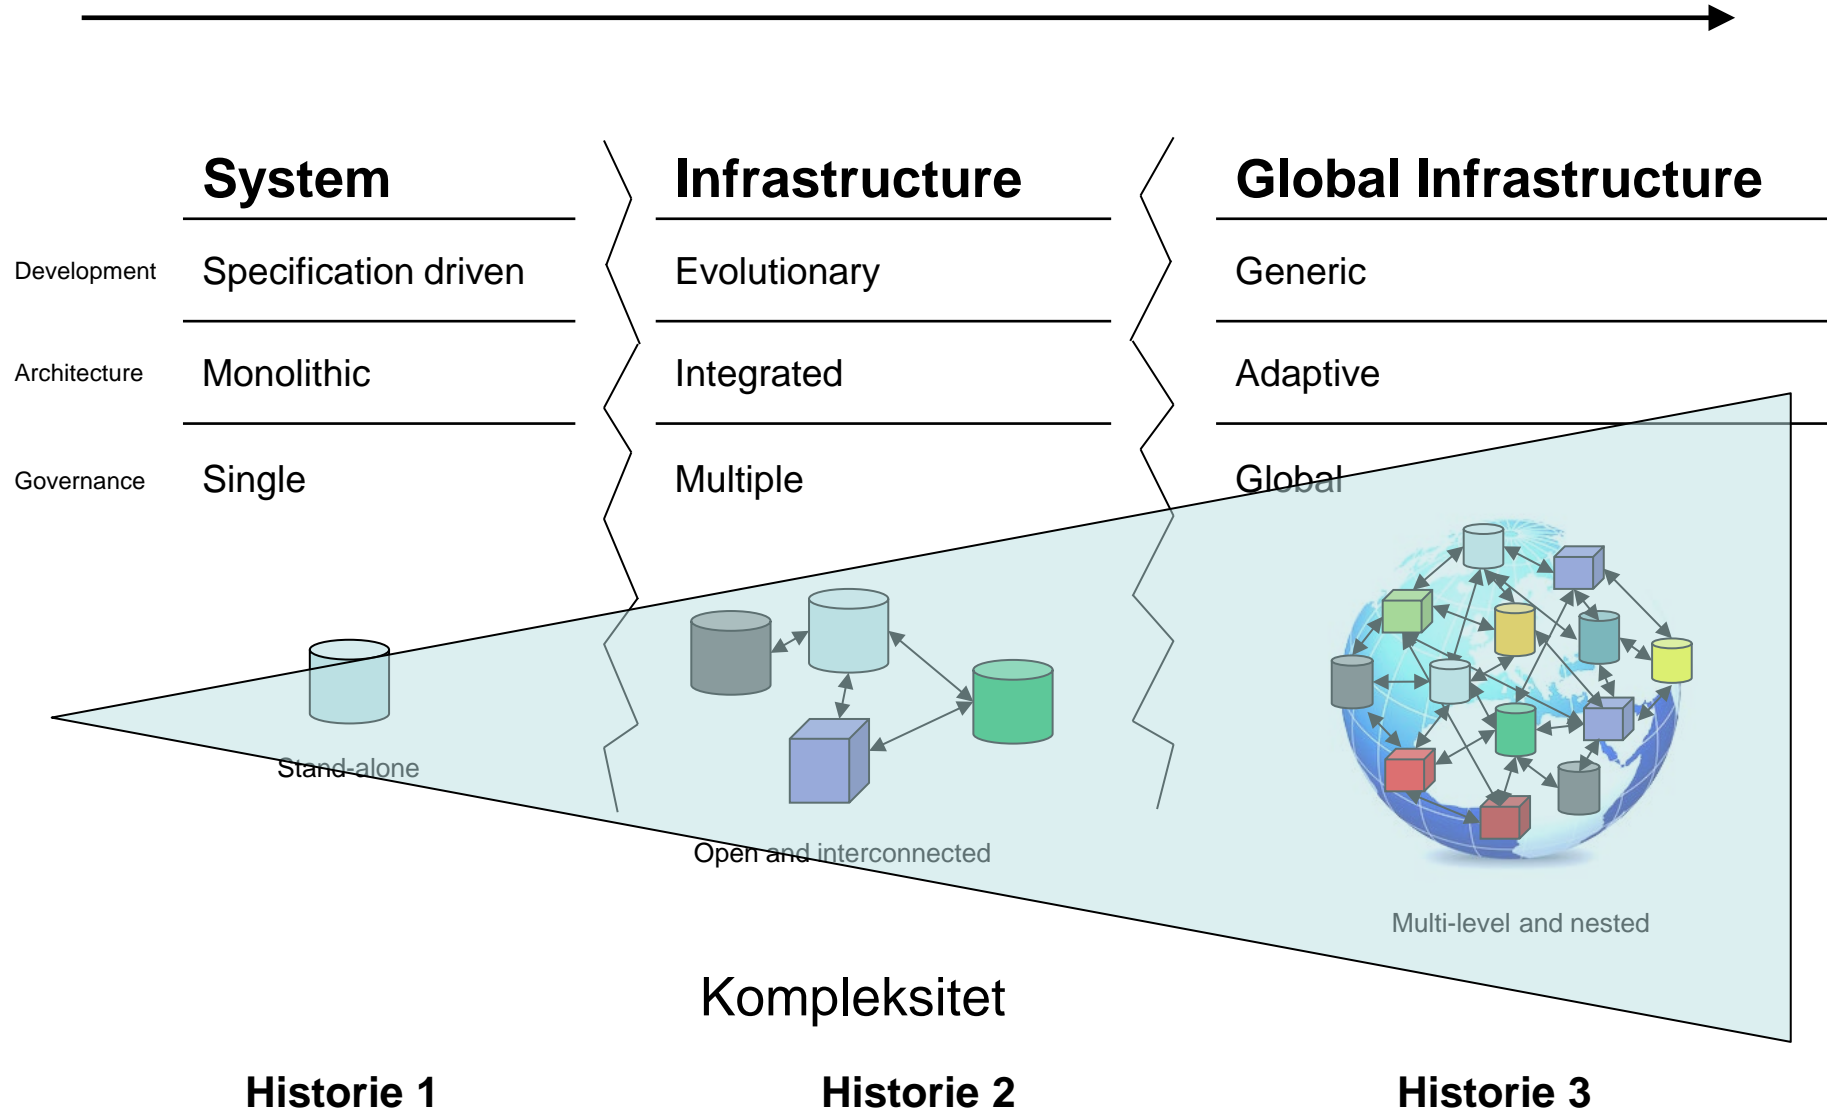 System Infrastructure Global Infrastructure
Development Specification driven Evolutionary Generic
Architecture Monolithic Integrated Adaptive
Governance Single Multiple Global
Stand-alone
Open and interconnected
Multi-level and nested
Kompleksitet
Historie 1 Historie 2 Historie 3